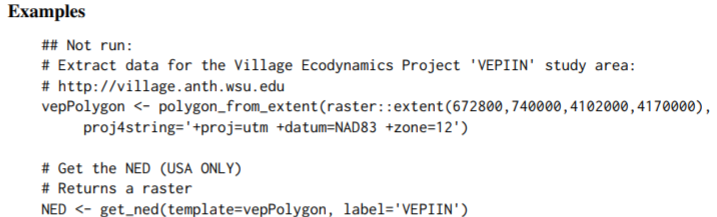 Examples
## Not run:
# Extract data for the Village Ecodynamics Project 'VEPIIN' study area:
# http://village.anth.wsu.edu
vepPolygon <- polygon_from_extent(raster::extent(672800,740000,4102000,4170000),
proj4string='+proj=utm +datum=NAD83 +zone=12')
# Get the NED (USA ONLY)
# Returns a raster
NED <- get_ned(template=vepPolygon, label='VEPIIN')